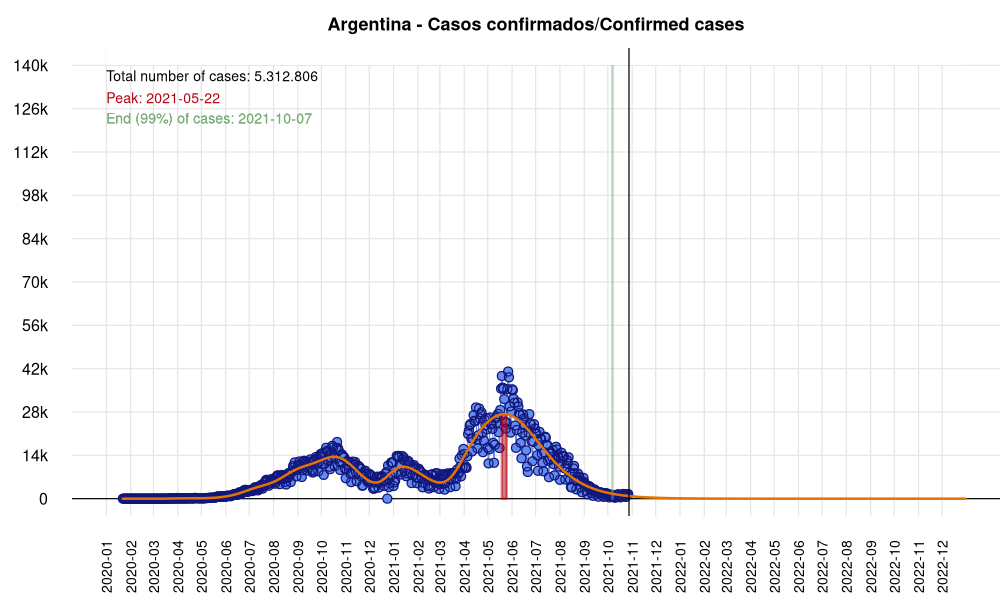 Argentina - Casos confirmados/Confirmed cases
140k
126k
112k
98k
84k
70k
56k
42k
28k
14k
0
Total number of cases: 5.312.806
Peak: 2021-05-22
End (99%) of cases: 2021-10-07
2020-01
2020-02
2020-03
2020-04
2020-05
2020-06
2020-07
2020-08
2020-09
2020-10
2020-11
2020-12
2021-01
2021-02
2021-03
2021-04
2021-05
2021-06
2021-07
2021-08
2021-09
2021-10
2021-11
2021-12
2022-01
2022-02
2022-03
2022-04
2022-05
2022-06
2022-07
2022-08
2022-09
2022-10
2022-11
2022-12